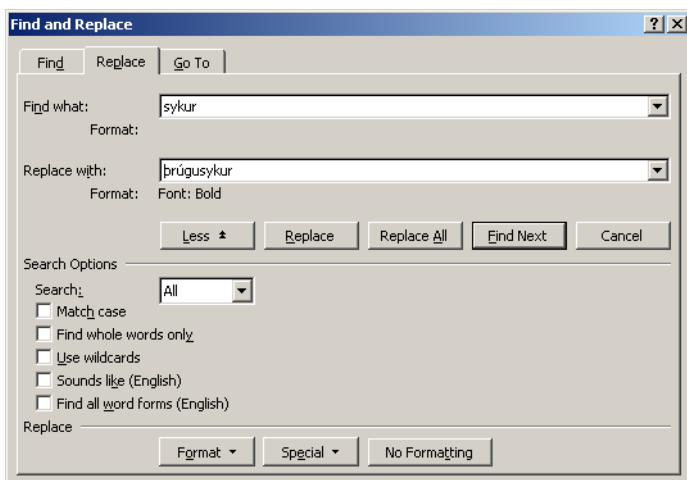 Find and Replace
Find Replace Go To
Find what: sykur
Format:
Replace with: þrúgusykur
Format: Font: Bold
Less Replace Replace All Find Next Cancel
Search Options
Search: All
Match case
Find whole words only
Use wildcards
Sounds like (English)
Find all word forms (English)
Replace
Format Special No Formatting